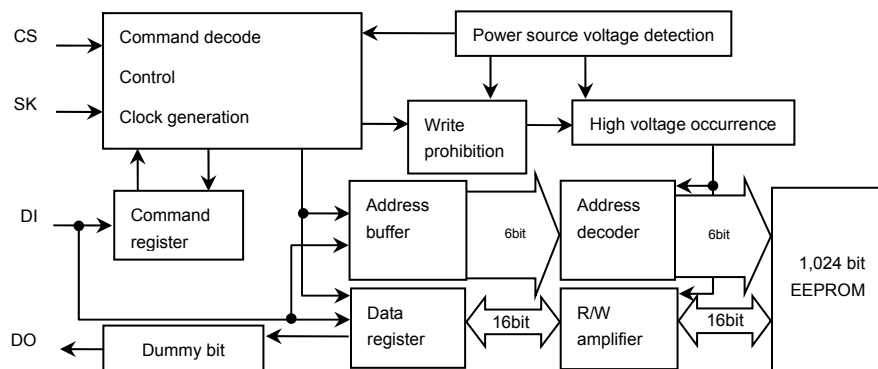 CS
Command decode
Power source voltage detection
Control
SK
Clock generation
Write
prohibition
High voltage occurrence
DI
Command
register
Address
buffer
6bit
Address
decoder
6bit
1,024 bit
EEPROM
Data
register
16bit
R/W
amplifier
16bit
DO
Dummy bit